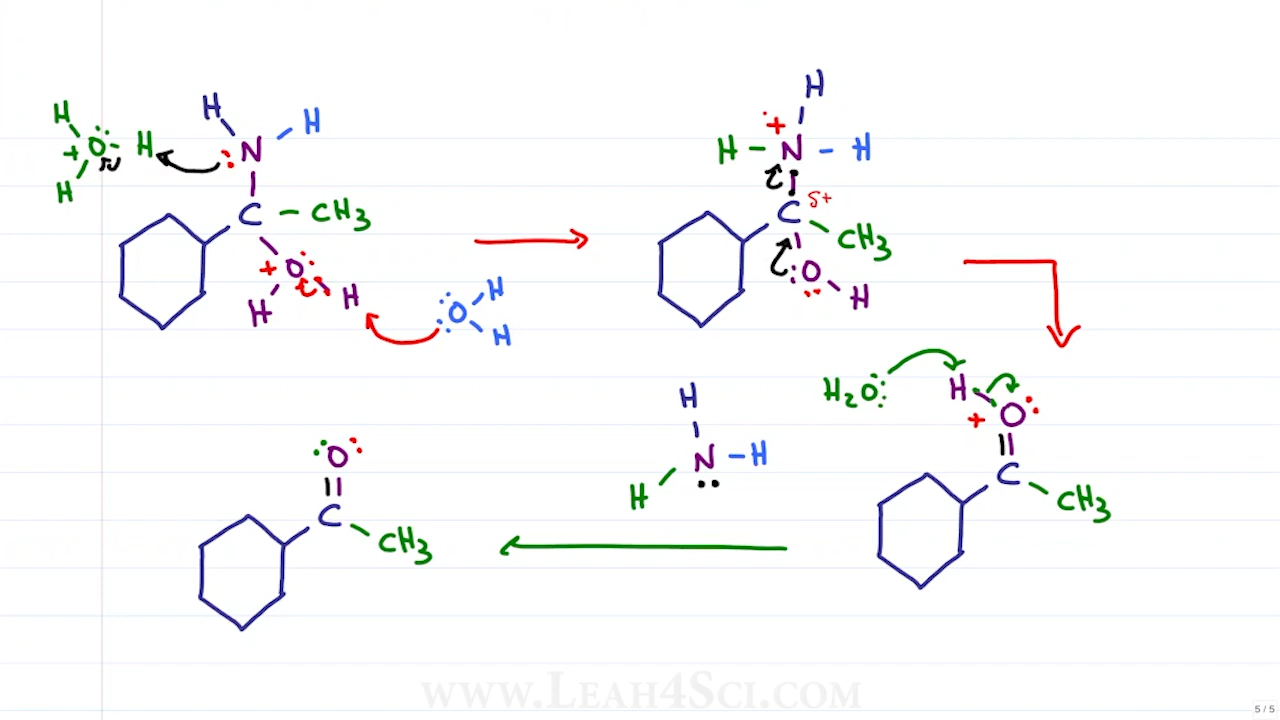 H H H
+ O: H :N H
H
C - CH3
+ O:
H H :O: H
H
H
+
H - N - H
C δ+
CH3
:O:
H
H2O: H
+ O:
C
CH3
H
N - H
H
:O:
C
CH3
www.Leah4Sci.com
5 / 5